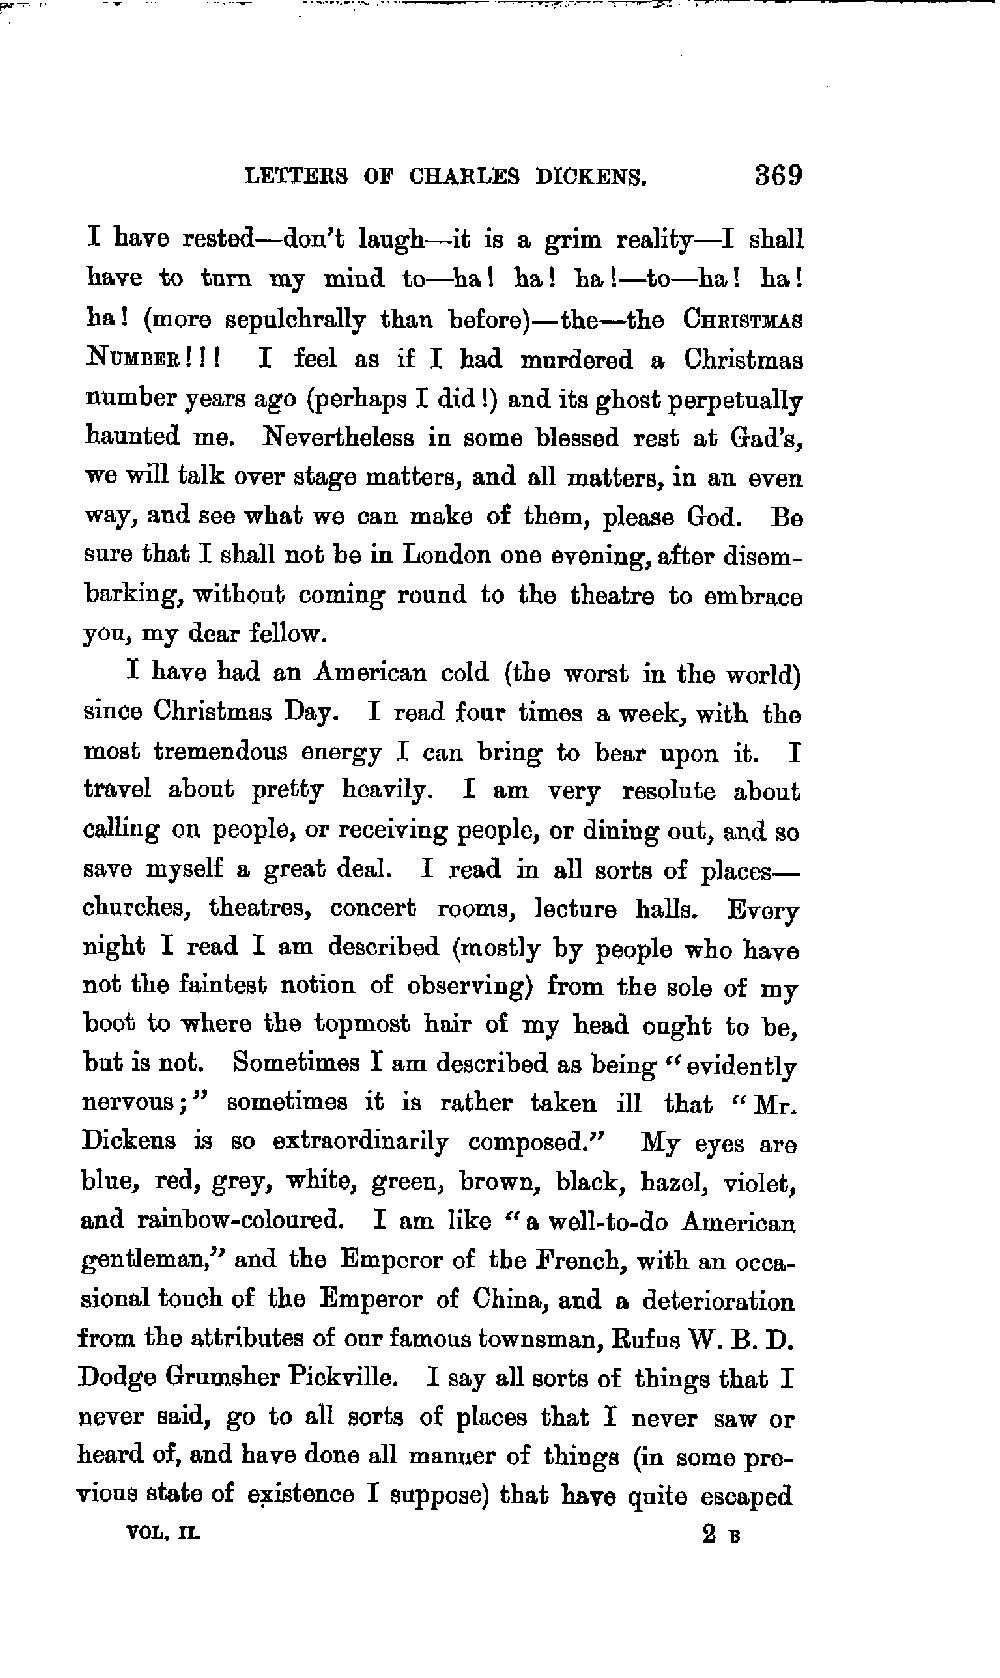 LETTERS OF CHARLES DICKENS. 369
I have rested—don't laugh—it is a grim reality—I shall
have to turn my mind to—ha! ha! ha!—to—ha! ha!
ha! (more sepulchrally than before)—the—the CHRISTMAS
NUMBER!!! I feel as if I had murdered a Christmas
number years ago (perhaps I did!) and its ghost perpetually
haunted me. Nevertheless in some blessed rest at Gad's,
we will talk over stage matters, and all matters, in an even
way, and see what we can make of them, please God. Be
sure that I shall not be in London one evening, after disem-
barking, without coming round to the theatre to embrace
you, my dear fellow.
I have had an American cold (the worst in the world)
since Christmas Day. I read four times a week, with the
most tremendous energy I can bring to bear upon it. I
travel about pretty heavily. I am very resolute about
calling on people, or receiving people, or dining out, and so
save myself a great deal. I read in all sorts of places—
churches, theatres, concert rooms, lecture halls. Every
night I read I am described (mostly by people who have
not the faintest notion of observing) from the sole of my
boot to where the topmost hair of my head ought to be,
but is not. Sometimes I am described as being "evidently
nervous;" sometimes it is rather taken ill that "Mr.
Dickens is so extraordinarily composed." My eyes are
blue, red, grey, white, green, brown, black, hazel, violet,
and rainbow-coloured. I am like "a well-to-do American
gentleman," and the Emperor of the French, with an occa-
sional touch of the Emperor of China, and a deterioration
from the attributes of our famous townsman, Rufus W. B. D.
Dodge Grumsher Pickville. I say all sorts of things that I
never said, go to all sorts of places that I never saw or
heard of, and have done all manner of things (in some pre-
vious state of existence I suppose) that have quite escaped
VOL. II. 2 B